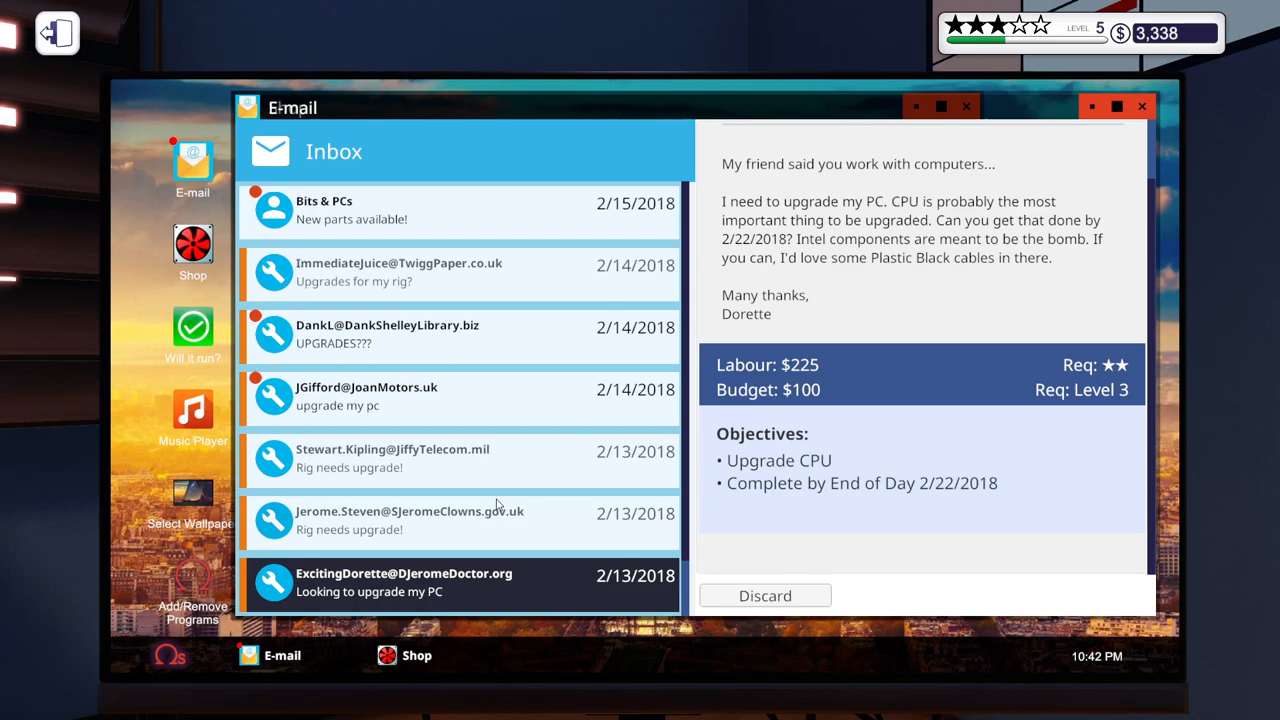 LEVEL 5
$ 3,338
E-mail
Inbox
E-mail
Shop
Will it run?
Music Player
Select Wallpape
Add/Remove
Programs
Bits & PCs
2/15/2018
New parts available!
ImmediateJuice@TwiggPaper.co.uk
2/14/2018
Upgrades for my rig?
DankL@DankShelleyLibrary.biz
2/14/2018
UPGRADES???
JGifford@JoanMotors.uk
2/14/2018
upgrade my pc
Stewart.Kipling@JiffyTelecom.mil
2/13/2018
Rig needs upgrade!
Jerome.Steven@SJeromeClowns.gov.uk
2/13/2018
Rig needs upgrade!
ExcitingDorette@DJeromeDoctor.org
2/13/2018
Looking to upgrade my PC
My friend said you work with computers...
I need to upgrade my PC. CPU is probably the most
important thing to be upgraded. Can you get that done by
2/22/2018? Intel components are meant to be the bomb. If
you can, I'd love some Plastic Black cables in there.
Many thanks,
Dorette
Labour: $225
Req: ★★
Budget: $100
Req: Level 3
Objectives:
• Upgrade CPU
• Complete by End of Day 2/22/2018
Discard
Ωs
E-mail
Shop
10:42 PM